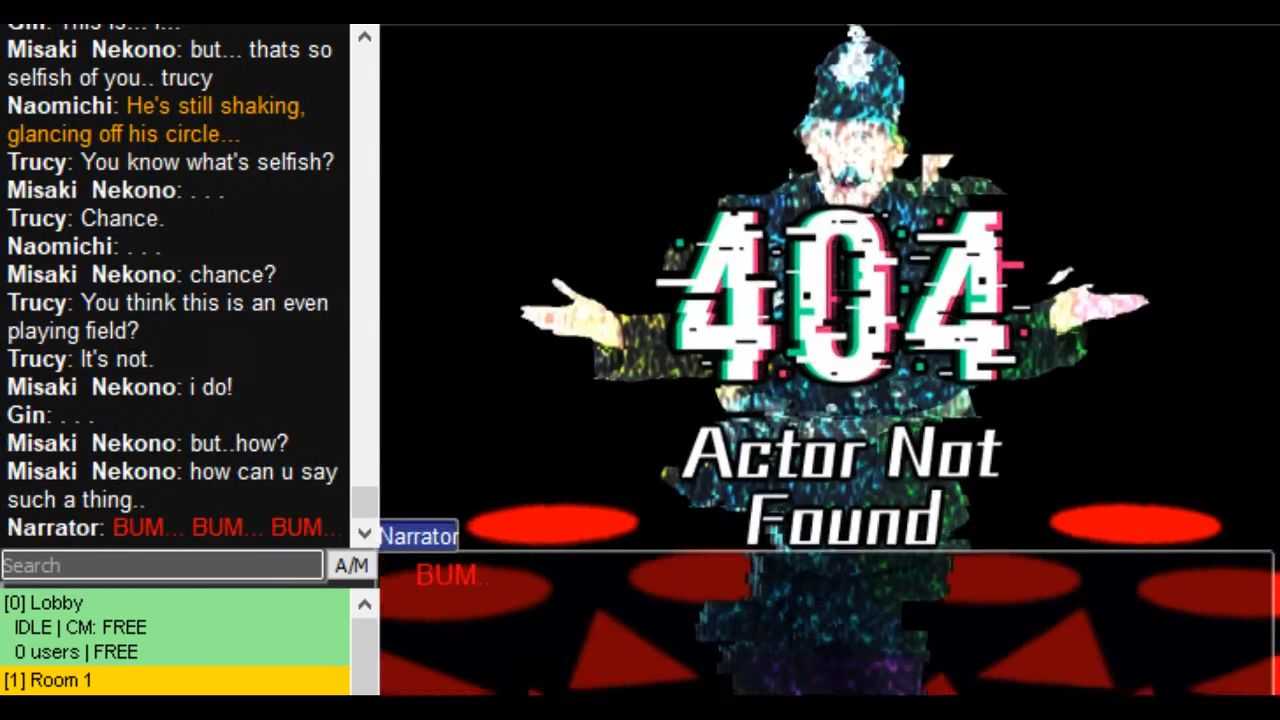 Gin: This is... I...
Misaki Nekono: but... thats so
selfish of you.. trucy
Naomichi: He's still shaking,
glancing off his circle...
Trucy: You know what's selfish?
Misaki Nekono: . . . .
Trucy: Chance.
Naomichi: . . . .
Misaki Nekono: chance?
Trucy: You think this is an even
playing field?
Trucy: It's not.
Misaki Nekono: i do!
Gin: . . . .
Misaki Nekono: but..how?
Misaki Nekono: how can u say
such a thing..
Narrator: BUM... BUM... BUM...
Search
A/M
[0] Lobby
IDLE | CM: FREE
0 users | FREE
[1] Room 1
404
Actor Not
Found
Narrator
BUM..